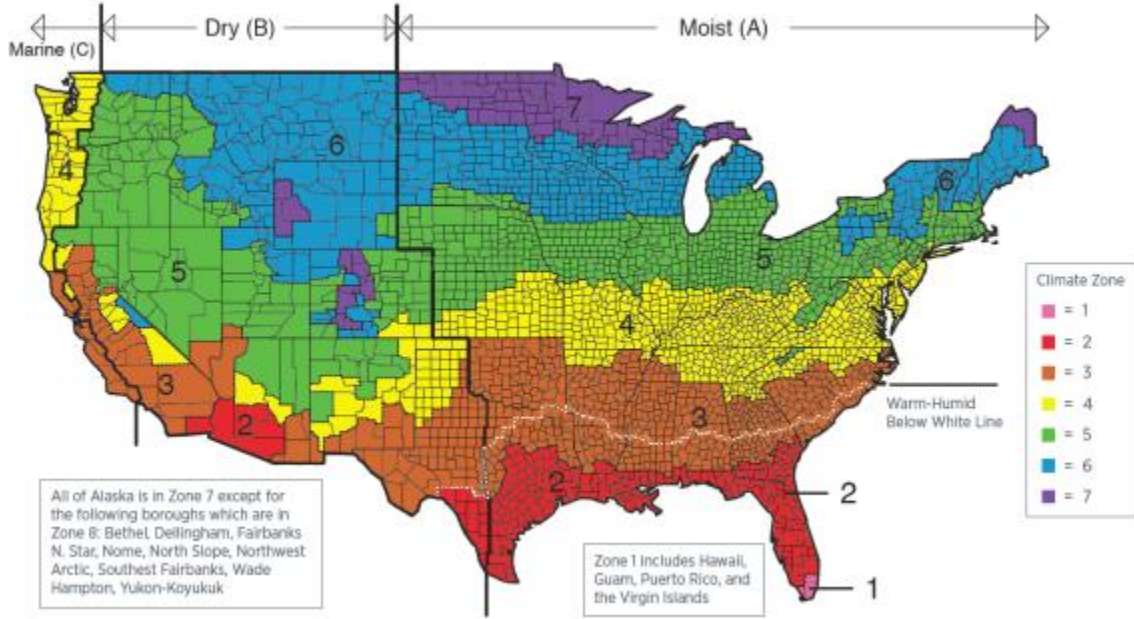 Marine (C)
Dry (B)
Moist (A)
7
6
4
6
5
5
4
3
3
2
2
2
1
Warm-Humid
Below White Line
Climate Zone
= 1
= 2
= 3
= 4
= 5
= 6
= 7
All of Alaska is in Zone 7 except for
the following boroughs which are in
Zone 8: Bethel, Dellingham, Fairbanks
N. Star, Nome, North Slope, Northwest
Arctic, Southest Fairbanks, Wade
Hampton, Yukon-Koyukuk
Zone 1 includes Hawaii,
Guam, Puerto Rico, and
the Virgin Islands